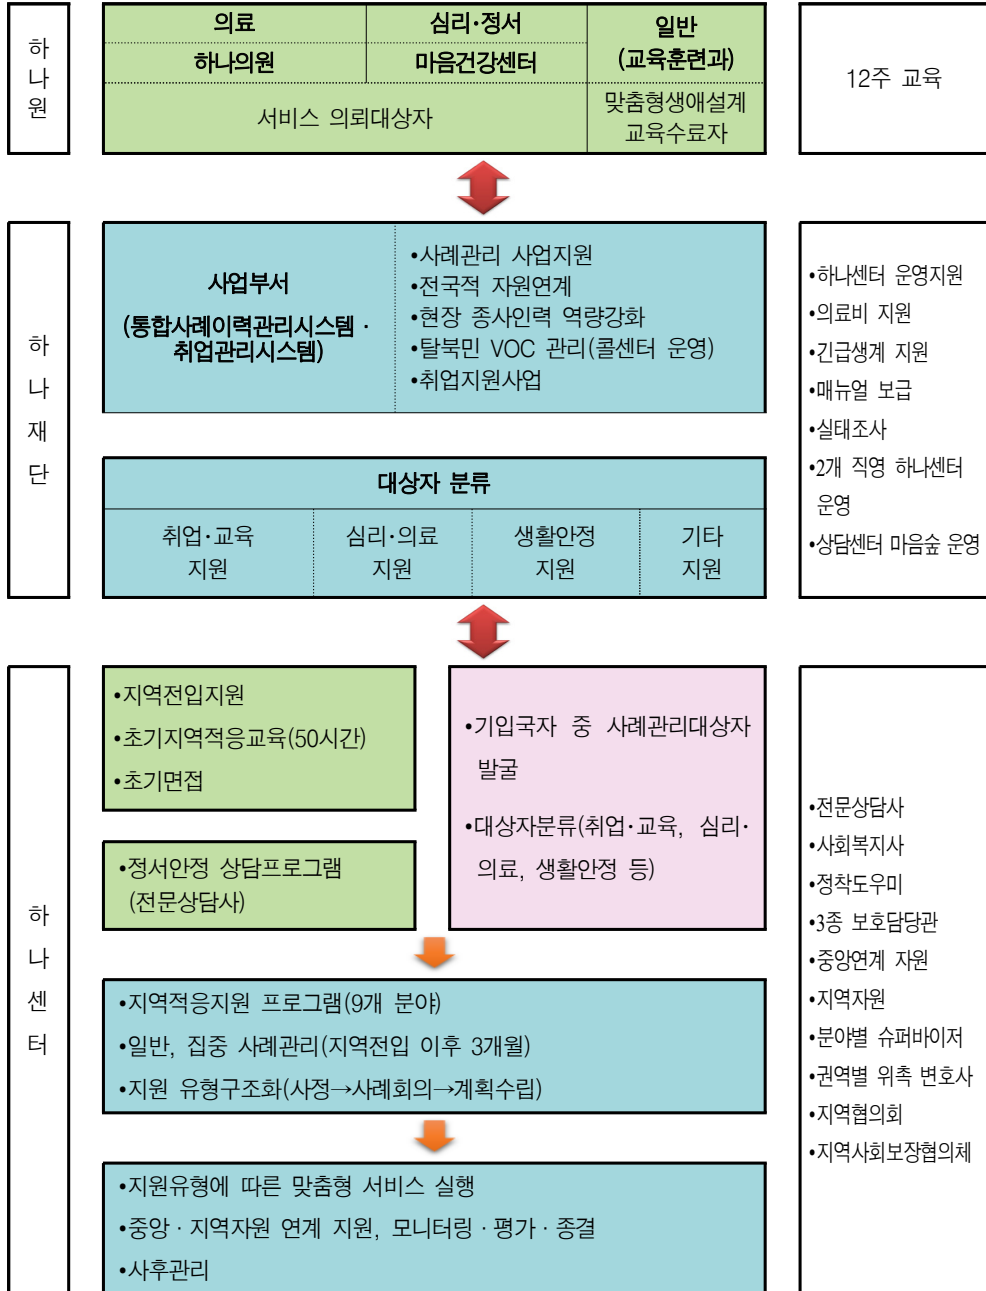 하
나
원
의료
심리·정서
일반
(교육훈련과)
하나의원
마음건강센터
서비스 의뢰대상자
맞춤형생애설계
교육수료자
12주 교육
하
나
재
단
사업부서
(통합사례이력관리시스템 ·
취업관리시스템)
•사례관리 사업지원
•전국적 자원연계
•현장 종사인력 역량강화
•탈북민 VOC 관리(콜센터 운영)
•취업지원사업
대상자 분류
취업·교육
지원
심리·의료
지원
생활안정
지원
기타
지원
•하나센터 운영지원
•의료비 지원
•긴급생계 지원
•매뉴얼 보급
•실태조사
•2개 직영 하나센터
운영
•상담센터 마음숲 운영
하
나
센
터
•지역전입지원
•초기지역적응교육(50시간)
•초기면접
•정서안정 상담프로그램
(전문상담사)
•기입국자 중 사례관리대상자
발굴
•대상자분류(취업·교육, 심리·
의료, 생활안정 등)
•지역적응지원 프로그램(9개 분야)
•일반, 집중 사례관리(지역전입 이후 3개월)
•지원 유형구조화(사정→사례회의→계획수립)
•지원유형에 따른 맞춤형 서비스 실행
•중앙 · 지역자원 연계 지원, 모니터링 · 평가 · 종결
•사후관리
•전문상담사
•사회복지사
•정착도우미
•3종 보호담당관
•중앙연계 자원
•지역자원
•분야별 슈퍼바이저
•권역별 위촉 변호사
•지역협의회
•지역사회보장협의체